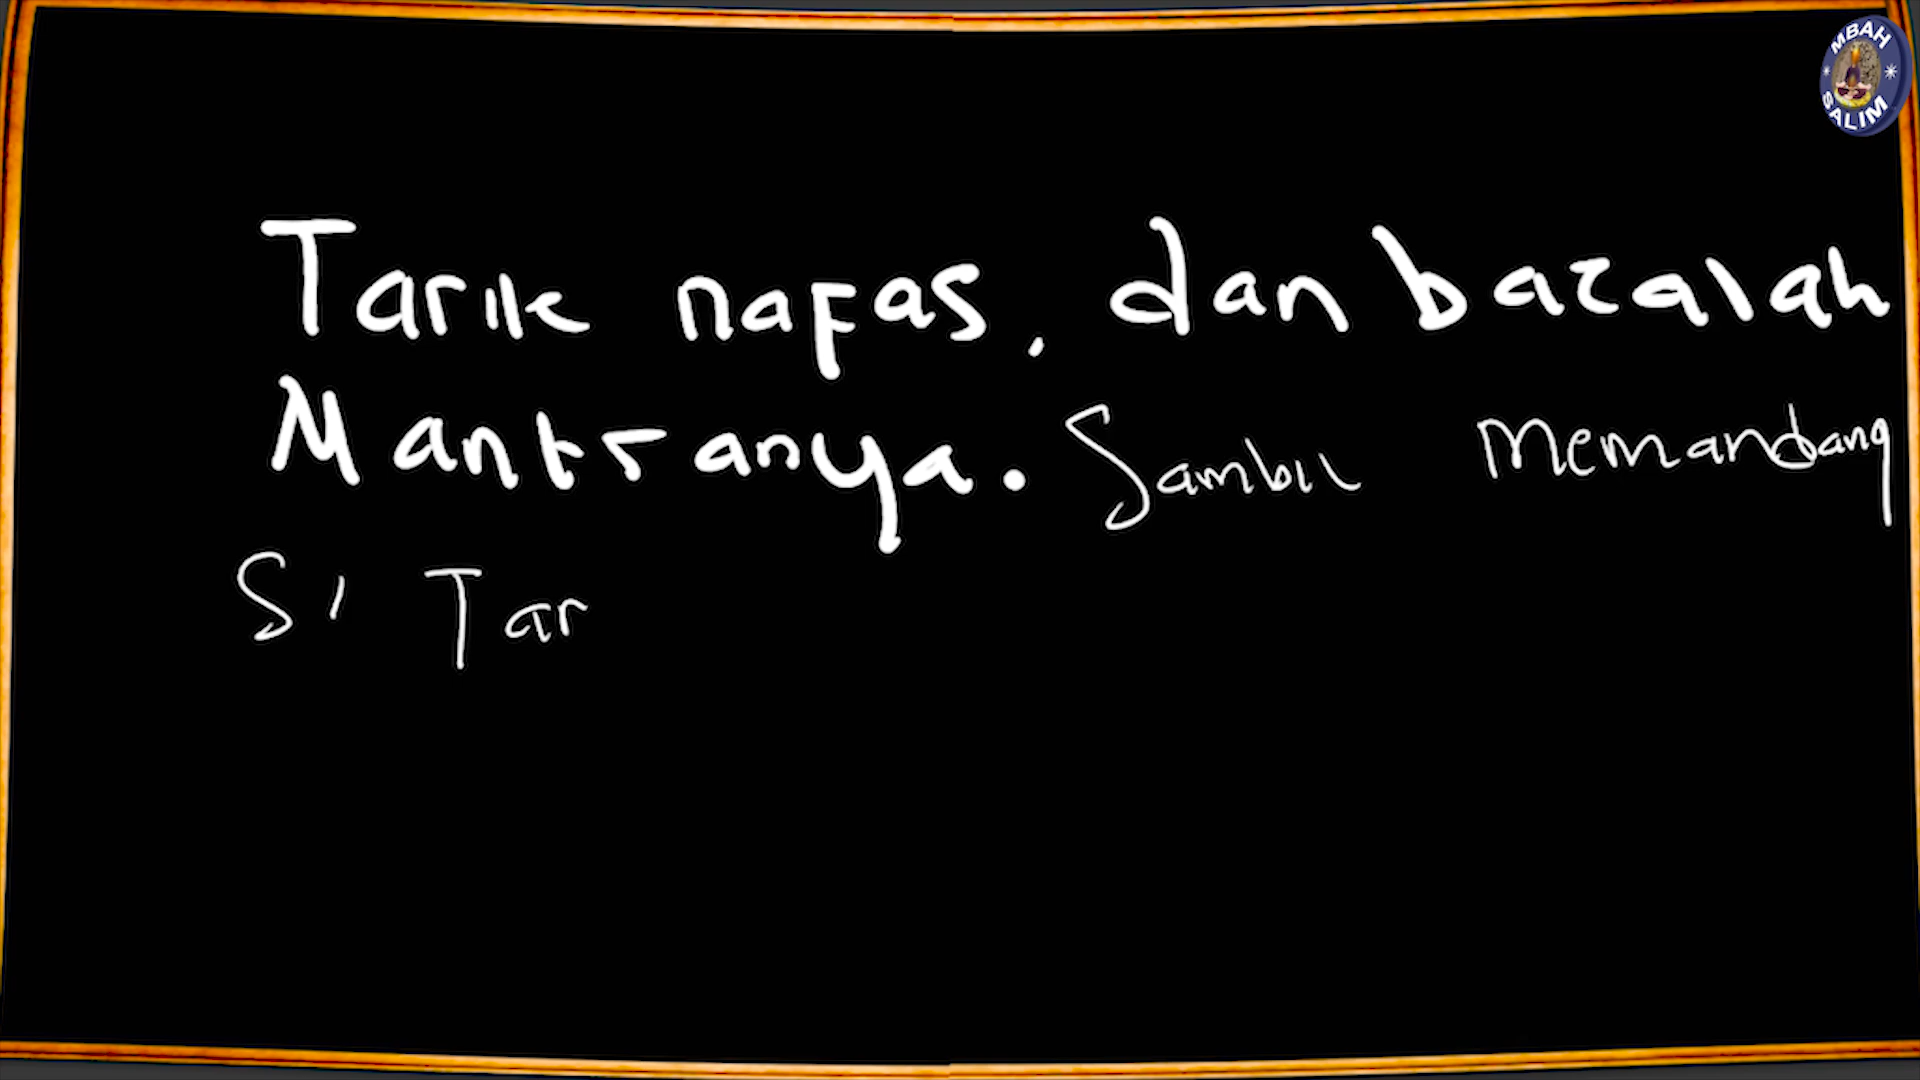 MBAH SALIM
Tarik nafas, dan bacalah
Mantranya. Sambil memandang
Si Tar